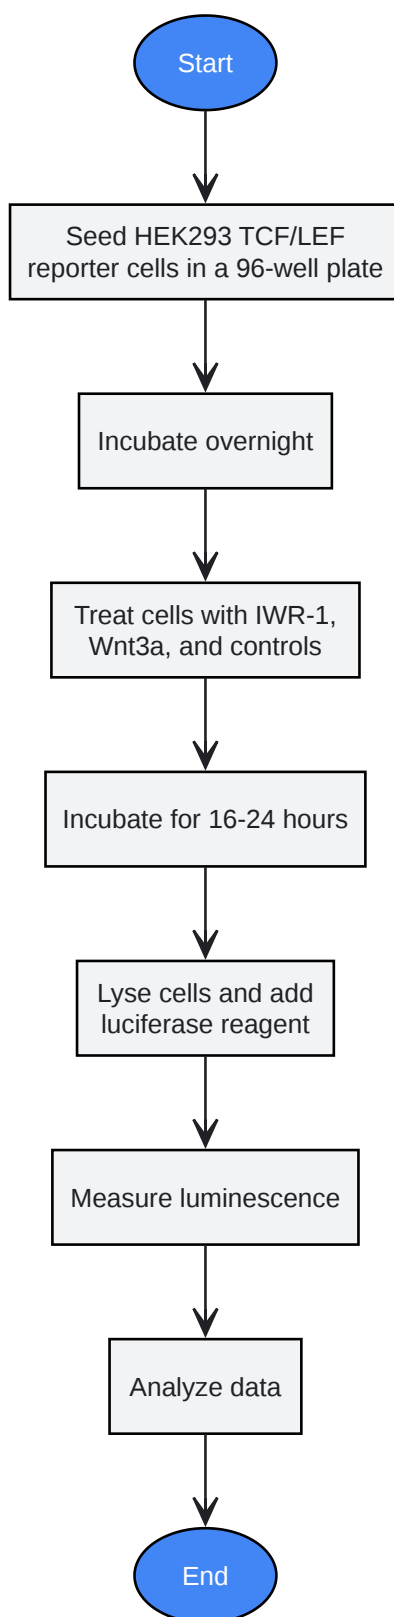 Start
Seed HEK293 TCF/LEF
reporter cells in a 96-well plate
Incubate overnight
Treat cells with IWR-1,
Wnt3a, and controls
Incubate for 16-24 hours
Lyse cells and add
luciferase reagent
Measure luminescence
Analyze data
End